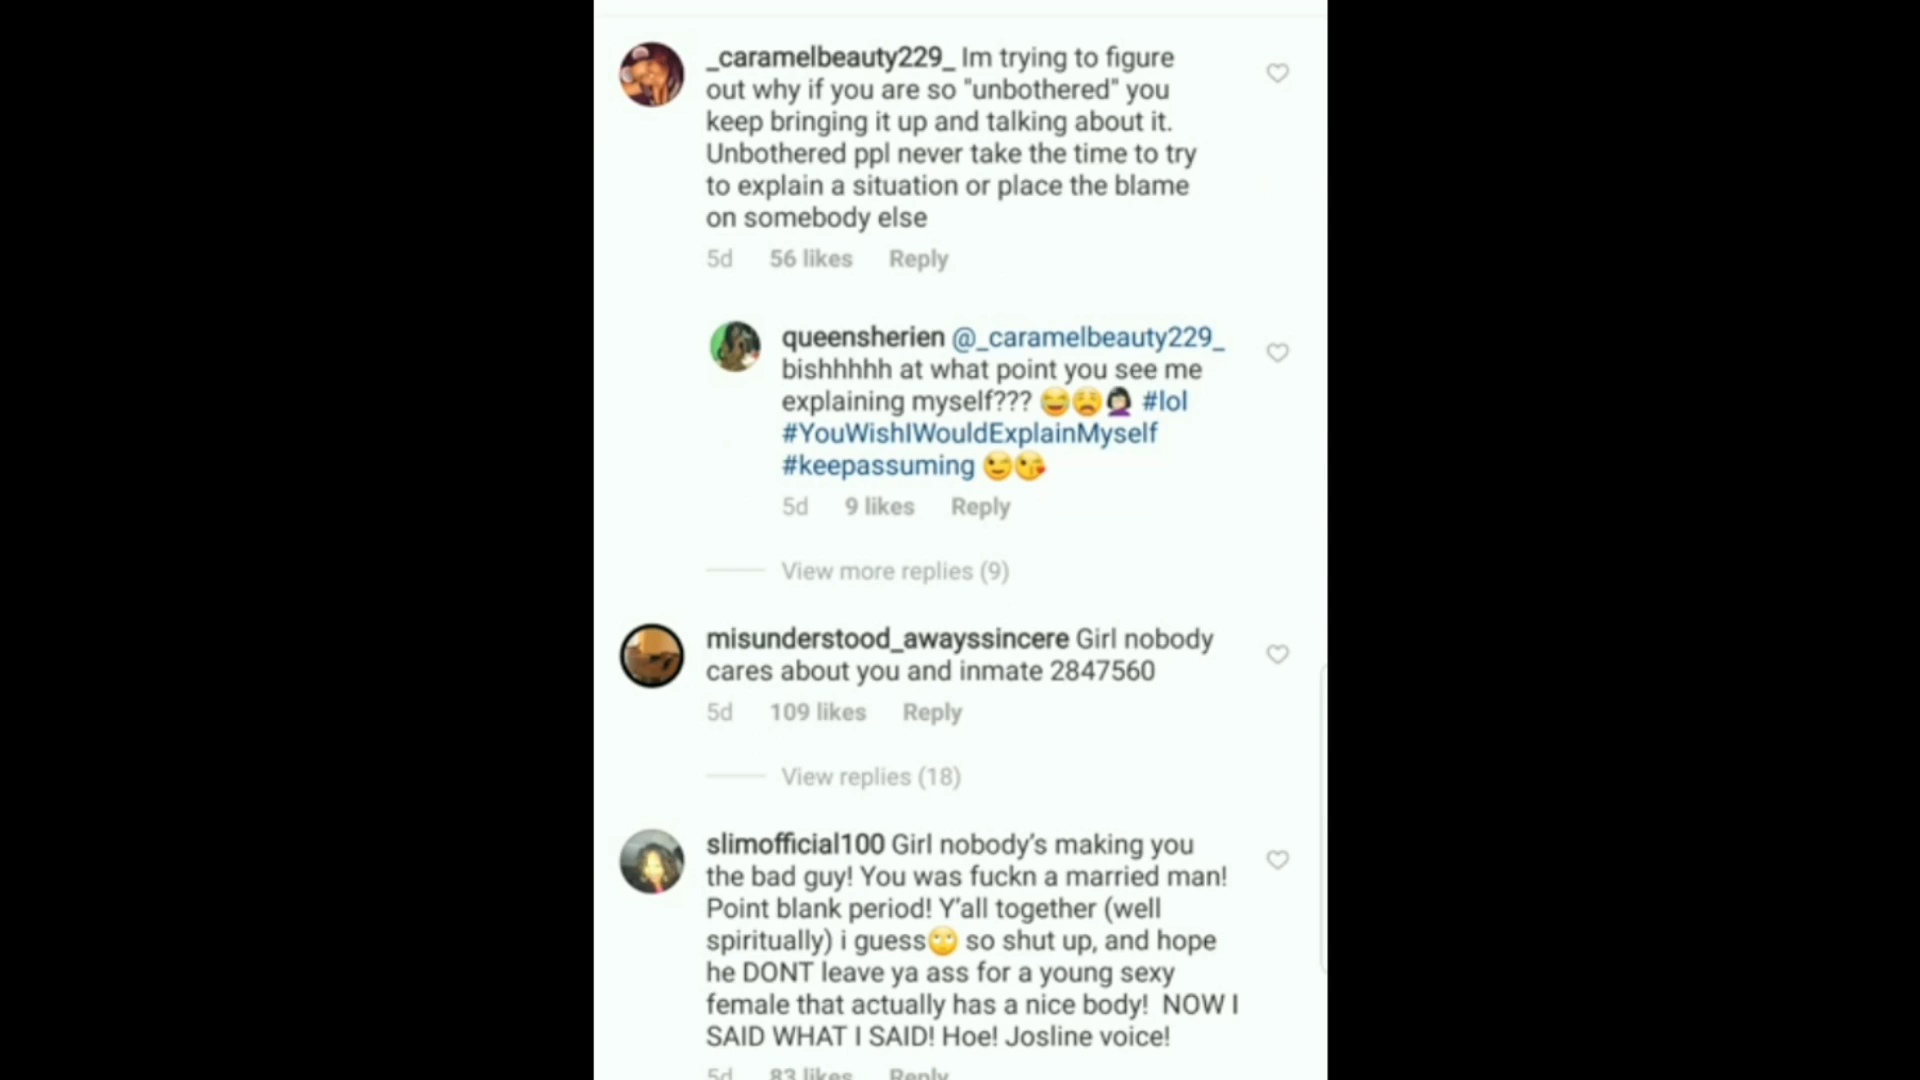 _caramelbeauty229_ Im trying to figure
out why if you are so "unbothered" you
keep bringing it up and talking about it.
Unbothered ppl never take the time to try
to explain a situation or place the blame
on somebody else
5d 56 likes Reply
queensherien @_caramelbeauty229_
bishhhhh at what point you see me
explaining myself??? 😂😩🤦🏻‍♀️ #lol
#YouWishIWouldExplainMyself
#keepassuming 😉😘
5d 9 likes Reply
View more replies (9)
misunderstood_awayssincere Girl nobody
cares about you and inmate 2847560
5d 109 likes Reply
View replies (18)
slimofficial100 Girl nobody’s making you
the bad guy! You was fuckn a married man!
Point blank period! Y’all together (well
spiritually) i guess🙄 so shut up, and hope
he DONT leave ya ass for a young sexy
female that actually has a nice body! NOW I
SAID WHAT I SAID! Hoe! Josline voice!
5d 83 likes Reply